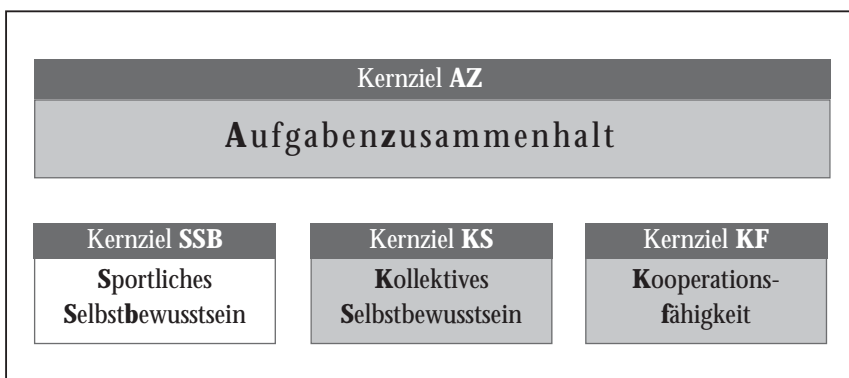 Kernziel AZ
Aufgabenzusammenhalt
Kernziel SSB
Sportliches
Selbstbewusstsein
Kernziel KS
Kollektives
Selbstbewusstsein
Kernziel KF
Kooperations-
fähigkeit